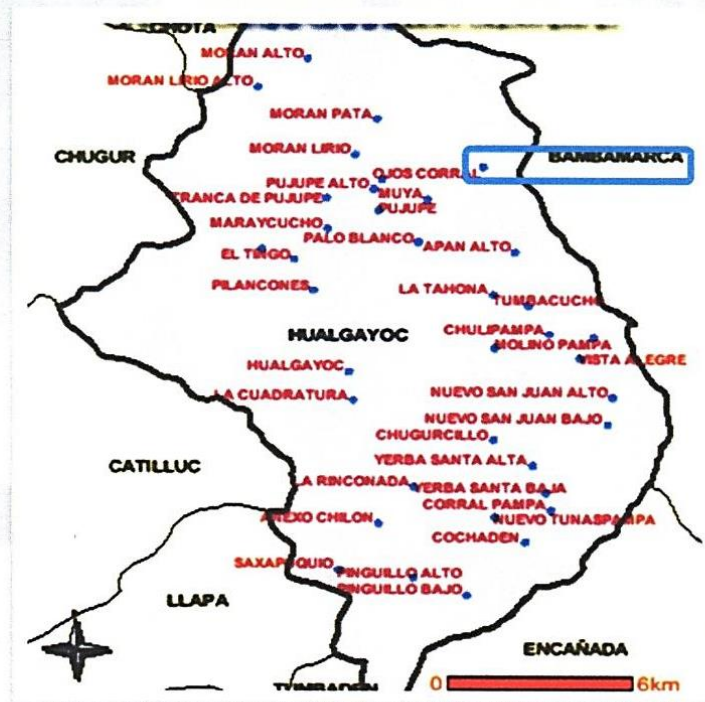 MORAN ALTO
MORAN LIRIO ALTO
MORAN PATA
MORAN LIRIO
CHUGUR
BAMBAMARCA
OJOS CORRAL
PUJUPE ALTO
MUYA
TRANCA DE PUJUPE
PUJUPE
MARAYCUCHO
PALO BLANCO
APAN ALTO
EL TINGO
PILANCONES
LA TAHONA
TUMBACUCHO
HUALGAYOC
CHULIPAMPA
MOLINO PAMPA
VISTA ALEGRE
HUALGAYOC
LA CUADRATURA
NUEVO SAN JUAN ALTO
NUEVO SAN JUAN BAJO
CHUGURCILLO
CATILLUC
YERBA SANTA ALTA
LA RINCONADA
YERBA SANTA BAJA
CORRAL PAMPA
ANEXO CHILON
NUEVO TUNASPAMPA
COCHADEN
SAXAPUQUIO
PINGUILLO ALTO
PINGUILLO BAJO
LLAPA
ENCAÑADA
TUMBADEN
0 6km